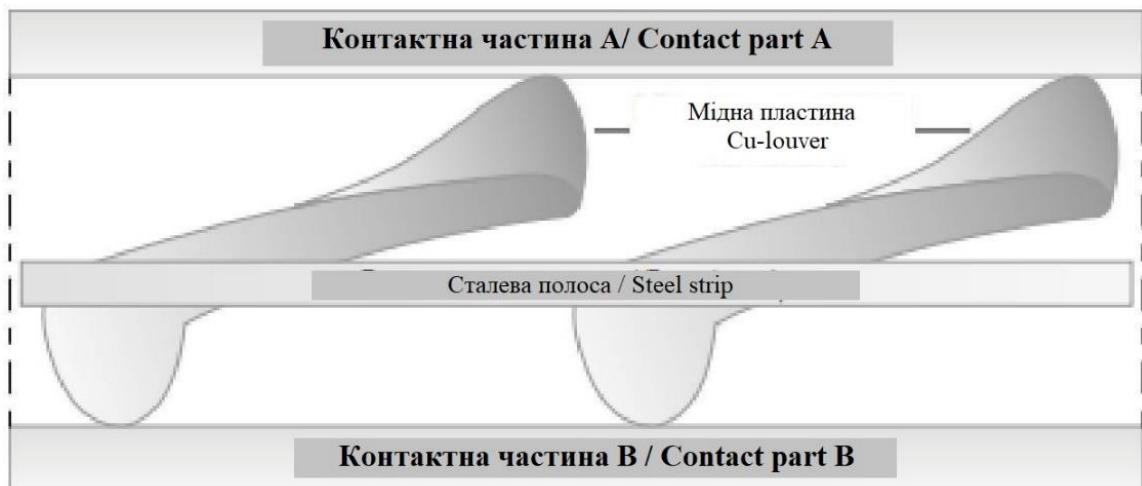 Контактна частина А/ Contact part A
Мідна пластина
Cu-louver
Сталева полоса / Steel strip
Контактна частина В / Contact part B